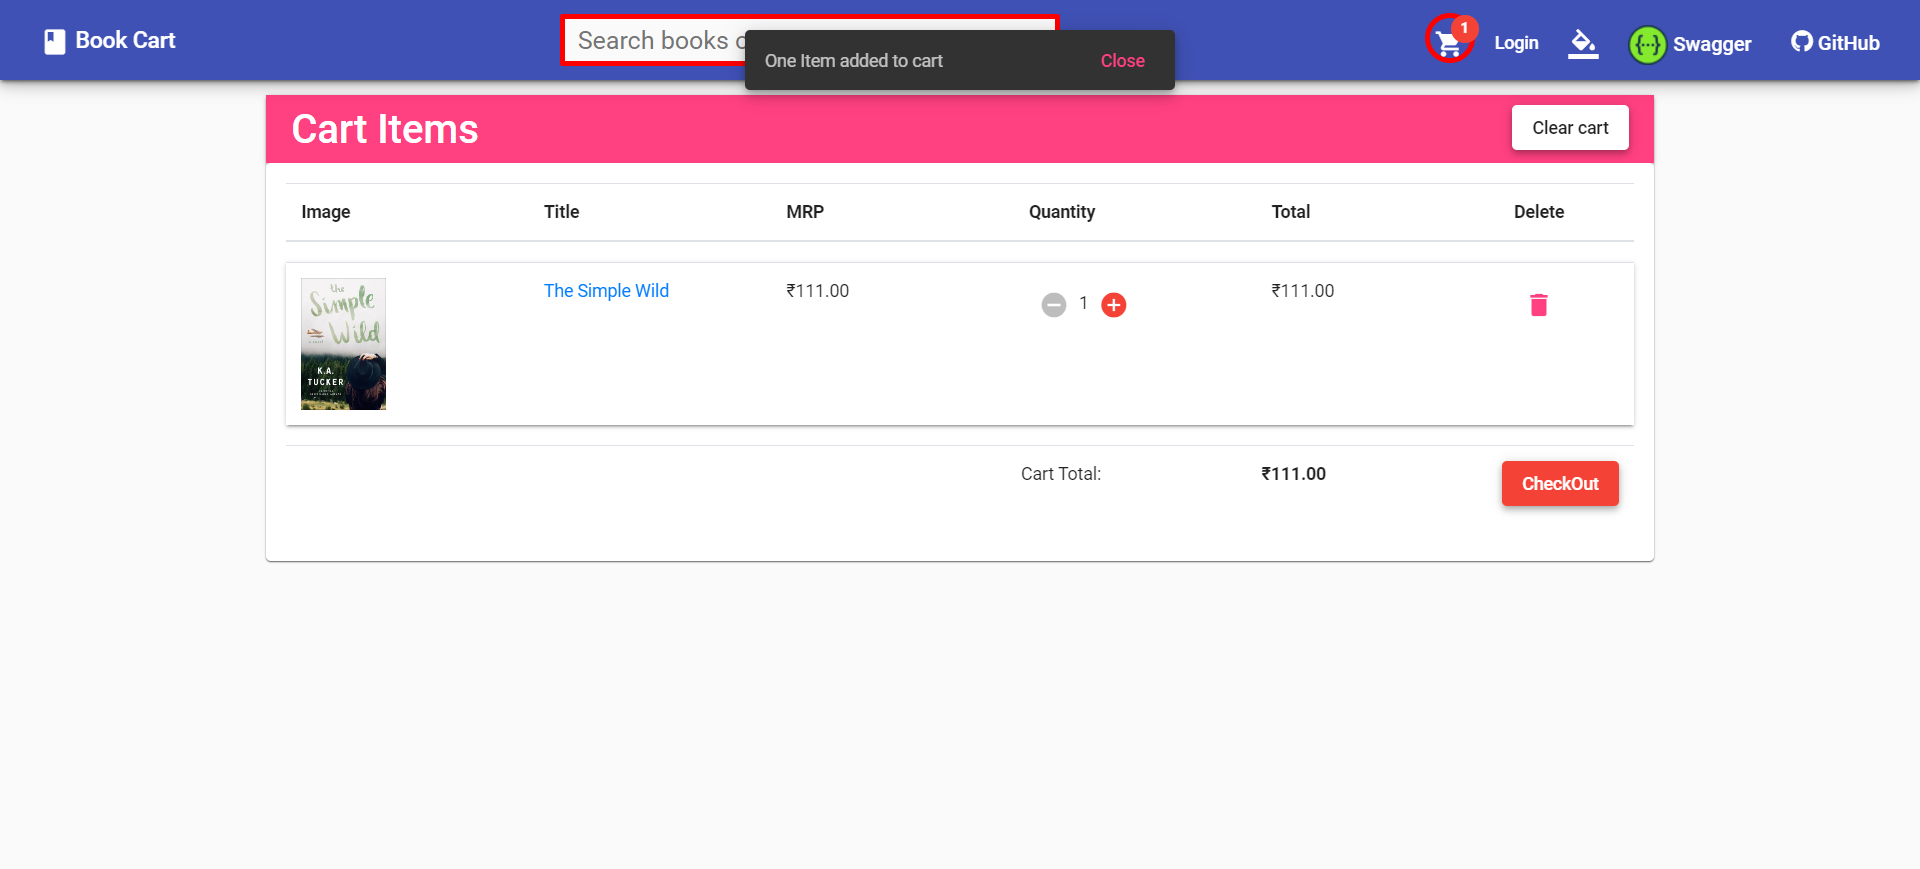 Book Cart
Search books
One Item added to cart Close
1
Login
Swagger
GitHub
Cart Items
Clear cart
Image Title MRP Quantity Total Delete
the
Simple
Wild
K.A.
TUCKER
The Simple Wild ₹111.00 1 ₹111.00
Cart Total: ₹111.00 CheckOut